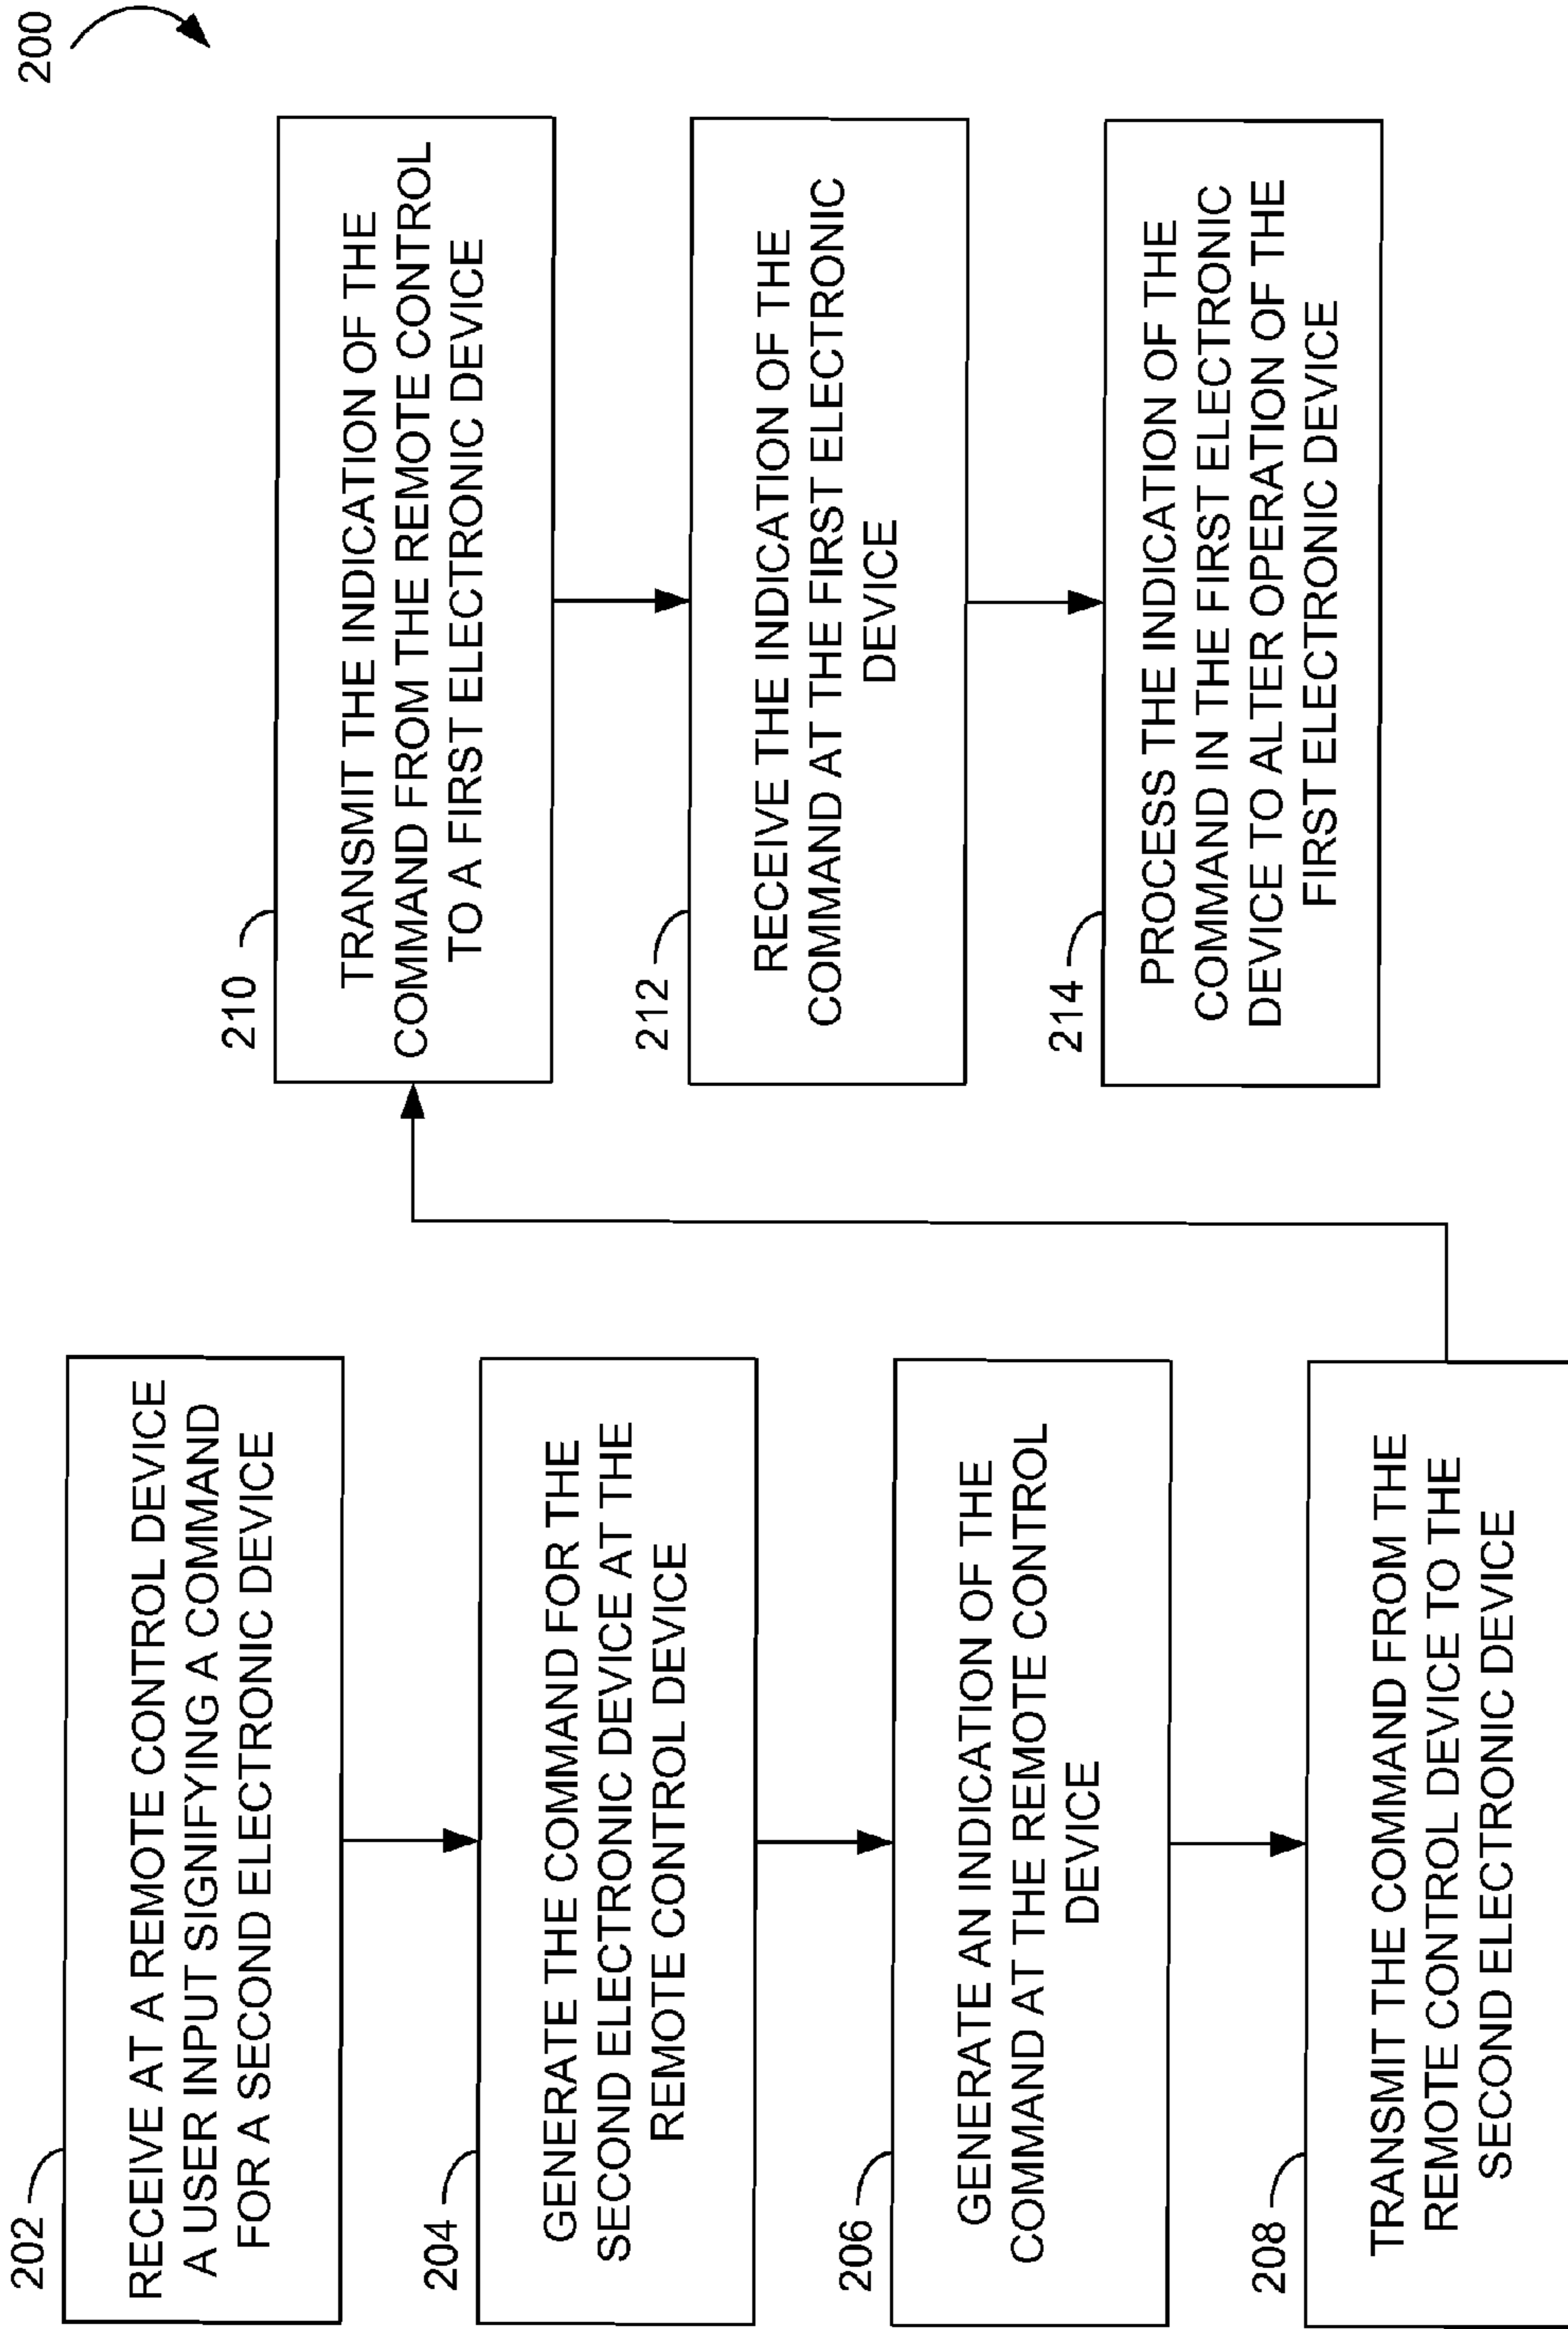 200
202
RECEIVE AT A REMOTE CONTROL DEVICE
A USER INPUT SIGNIFYING A COMMAND
FOR A SECOND ELECTRONIC DEVICE
204
GENERATE THE COMMAND FOR THE
SECOND ELECTRONIC DEVICE AT THE
REMOTE CONTROL DEVICE
206
GENERATE AN INDICATION OF THE
COMMAND AT THE REMOTE CONTROL
DEVICE
208
TRANSMIT THE COMMAND FROM THE
REMOTE CONTROL DEVICE TO THE
SECOND ELECTRONIC DEVICE
210
TRANSMIT THE INDICATION OF THE
COMMAND FROM THE REMOTE CONTROL
TO A FIRST ELECTRONIC DEVICE
212
RECEIVE THE INDICATION OF THE
COMMAND AT THE FIRST ELECTRONIC
DEVICE
214
PROCESS THE INDICATION OF THE
COMMAND IN THE FIRST ELECTRONIC
DEVICE TO ALTER OPERATION OF THE
FIRST ELECTRONIC DEVICE